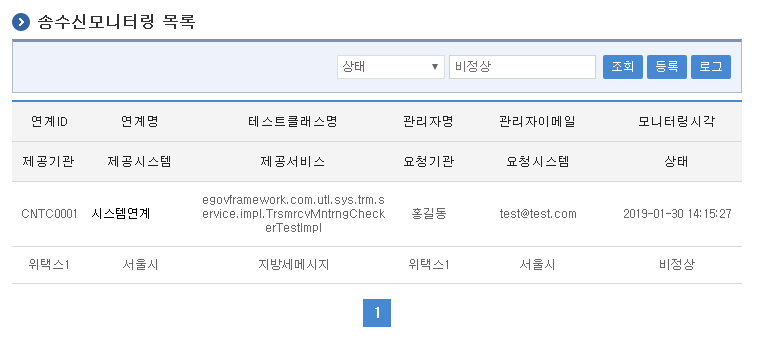 송수신모니터링 목록
상태 비정상 조회 등록 로그
연계ID 연계명 테스트클래스명 관리자명 관리자이메일 모니터링시각
제공기관 제공시스템 제공서비스 요청기관 요청시스템 상태
CNTC0001 시스템연계 egovframework.com.utl.sys.trm.s
ervice.impl.TrsmrcvMntrngCheck
erTestImpl 홍길동 test@test.com 2019-01-30 14:15:27
위택스1 서울시 지방세메시지 위택스1 서울시 비정상
1